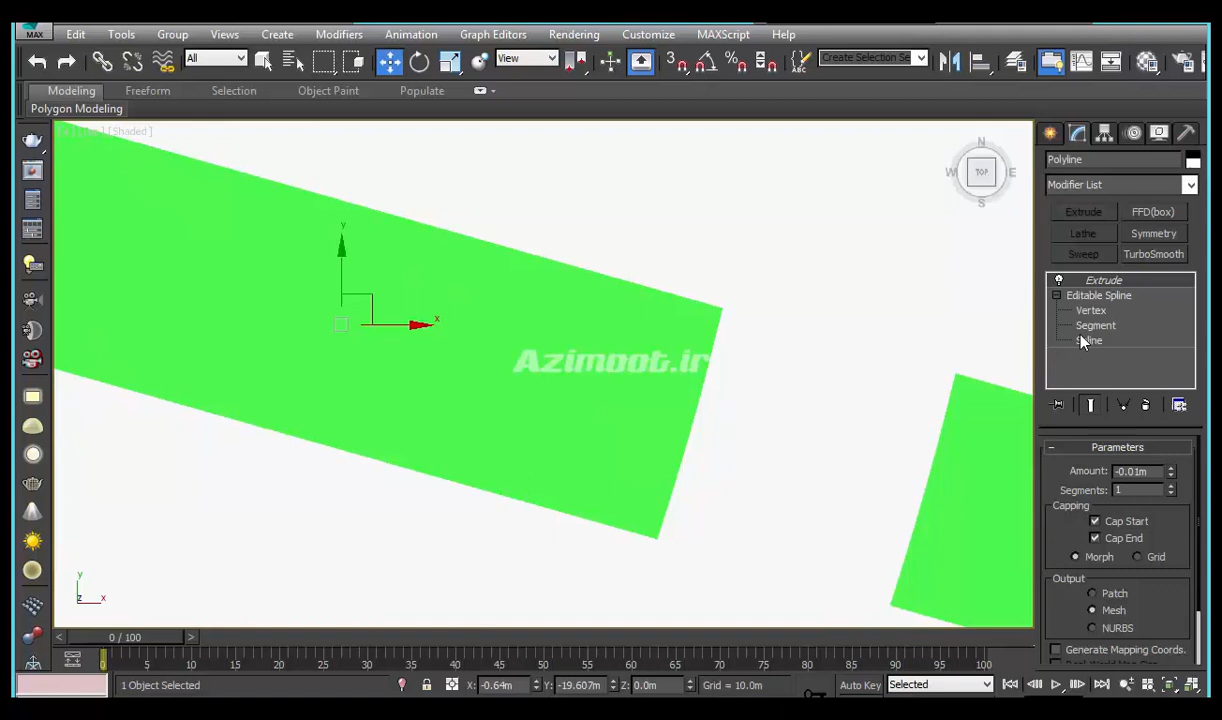 MAX Edit Tools Group Views Create Modifiers Animation Graph Editors Rendering Customize MAXScript Help
All View 3 Create Selection Se
Modeling Freeform Selection Object Paint Populate
Polygon Modeling
[Shaded]
N
W TOP E
S
Polyline
Modifier List
Extrude FFD(box)
Lathe Symmetry
Sweep TurboSmooth
Extrude
Editable Spline
Vertex
Segment
Spline
y
x
Azimoot.ir
Parameters
Amount: -0.01m
Segments: 1
Capping
Cap Start
Cap End
Morph Grid
Output
Patch
Mesh
NURBS
Generate Mapping Coords.
y
z x
< 0 / 100 >
0 5 10 15 20 25 30 35 40 45 50 55 60 65 70 75 80 85 90 95 100
1 Object Selected X: -0.64m Y: -19.607m Z: 0.0m Grid = 10.0m Auto Key Selected